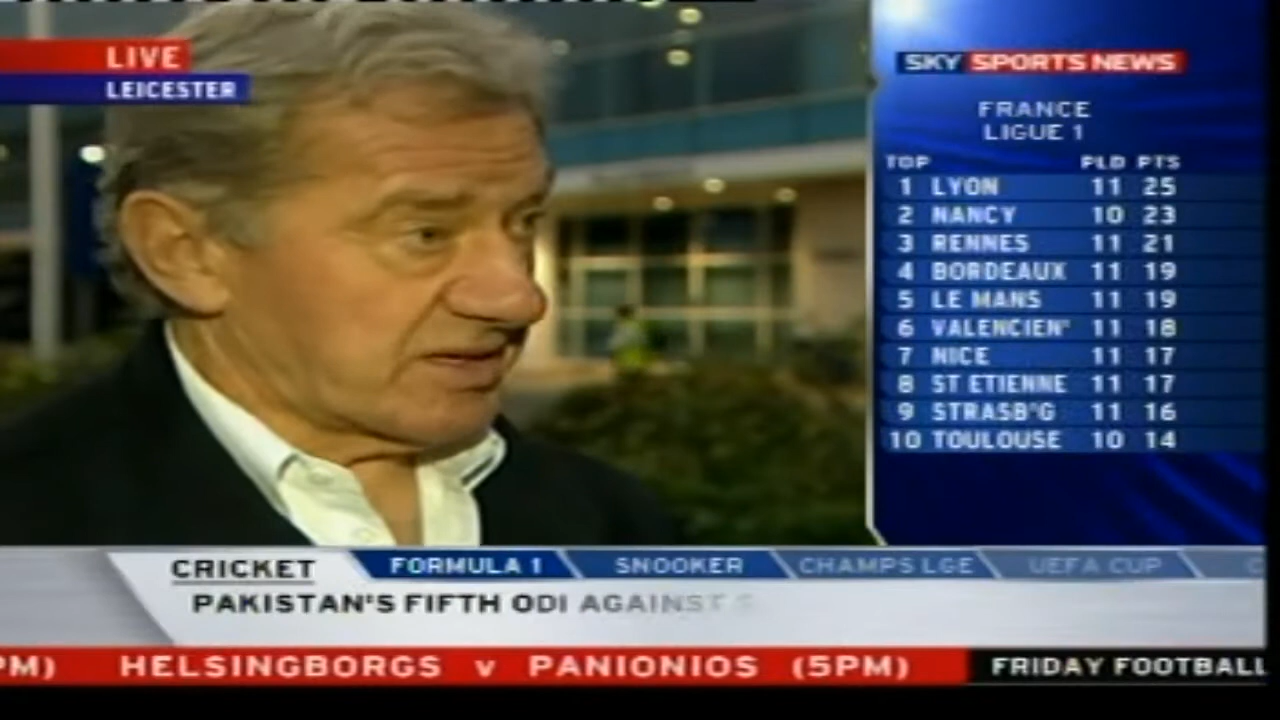 LIVE
LEICESTER
SKY SPORTS NEWS
FRANCE
LIGUE 1
TOP PLD PTS
1 LYON 11 25
2 NANCY 10 23
3 RENNES 11 21
4 BORDEAUX 11 19
5 LE MANS 11 19
6 VALENCIEN' 11 18
7 NICE 11 17
8 ST ETIENNE 11 17
9 STRASB'G 11 16
10 TOULOUSE 10 14
CRICKET FORMULA 1 SNOOKER CHAMPS LGE UEFA CUP C
PAKISTAN'S FIFTH ODI AGAINST S
PM) HELSINGBORGS v PANIONIOS (5PM) FRIDAY FOOTBALL